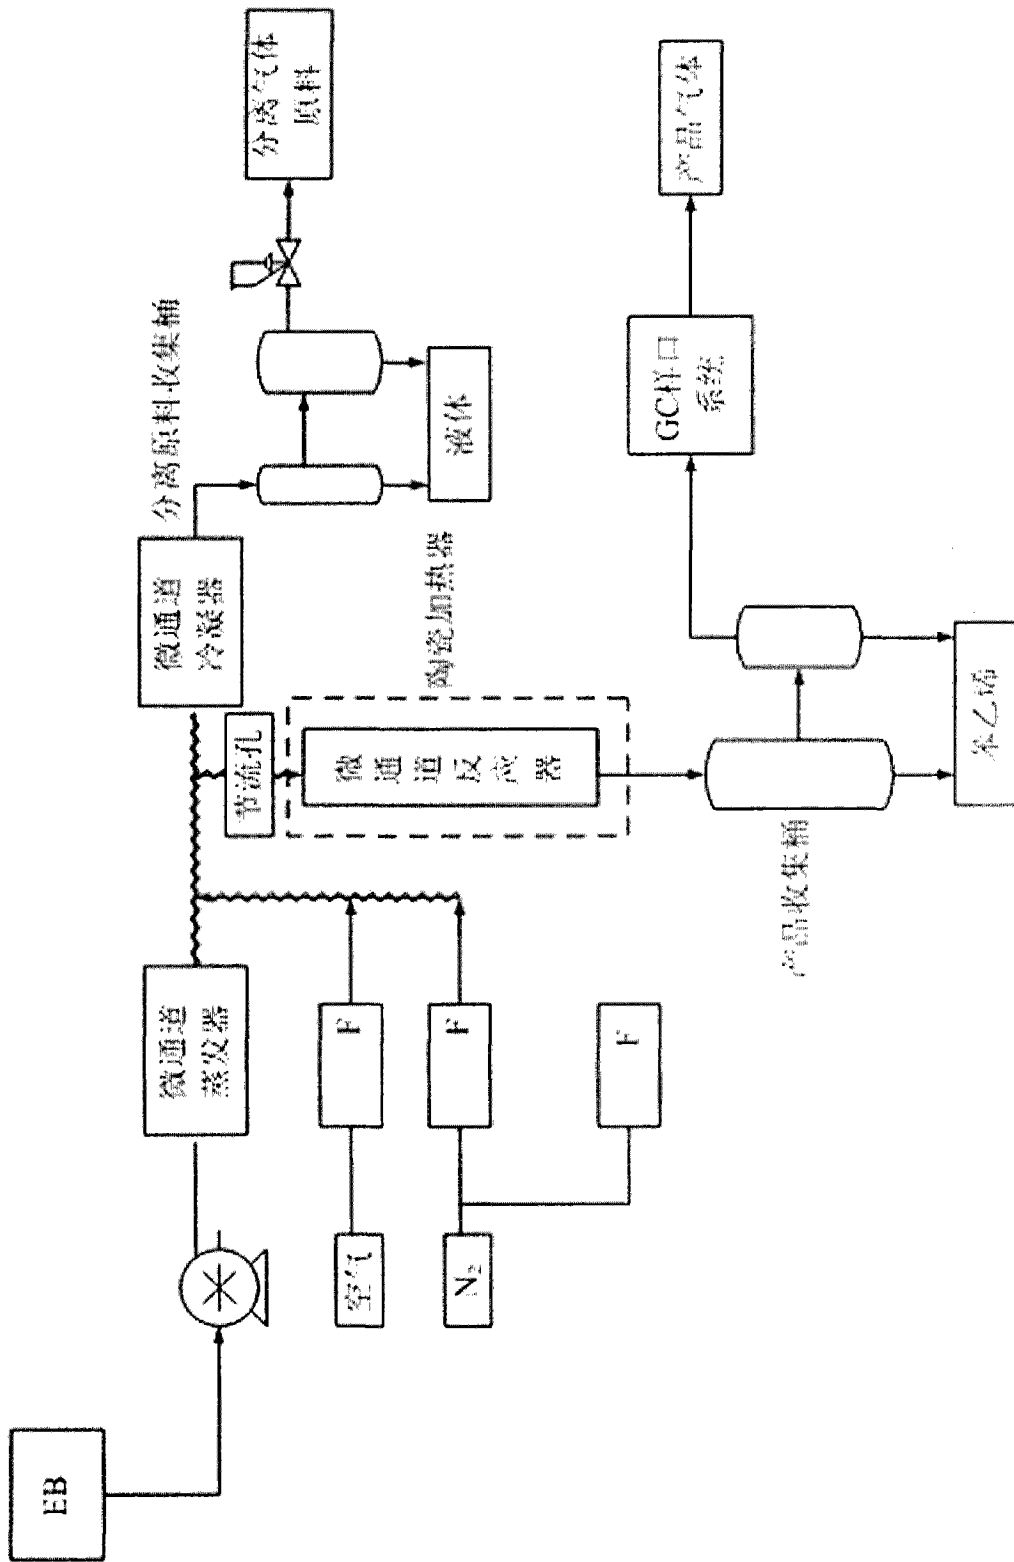 EB
微通道
蒸发器
空气
F
N₂
F
F
微通道
冷凝器
节流孔
微通道反应器
陶瓷加热器
分离原料收集桶
液体
分离气体
原料
产品收集桶
苯乙烯
GC样口
系统
产品气体